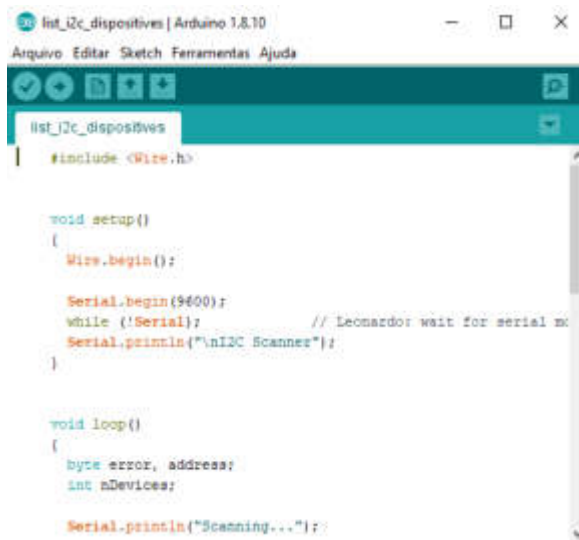 list_i2c_dispositives | Arduino 1.8.10
Arquivo Editar Sketch Ferramentas Ajuda
list_i2c_dispositives
#include <Wire.h>
void setup()
{
Wire.begin();
Serial.begin(9600);
while (!Serial); // Leonardo: wait for serial mo
Serial.println("\nI2C Scanner");
}
void loop()
{
byte error, address;
int nDevices;
Serial.println("Scanning...");